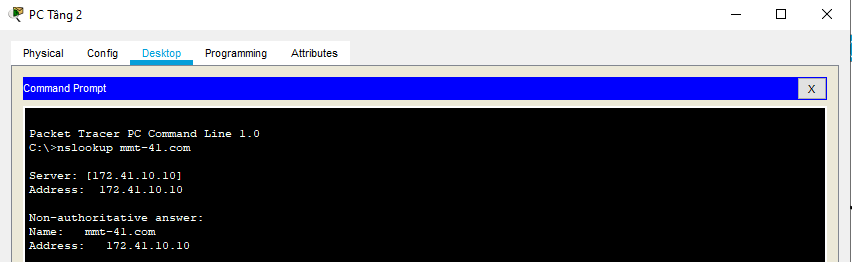 PC Tầng 2
Physical Config Desktop Programming Attributes
Command Prompt X
Packet Tracer PC Command Line 1.0
C:\>nslookup mmt-41.com
Server: [172.41.10.10]
Address:  172.41.10.10
Non-authoritative answer:
Name:   mmt-41.com
Address:   172.41.10.10